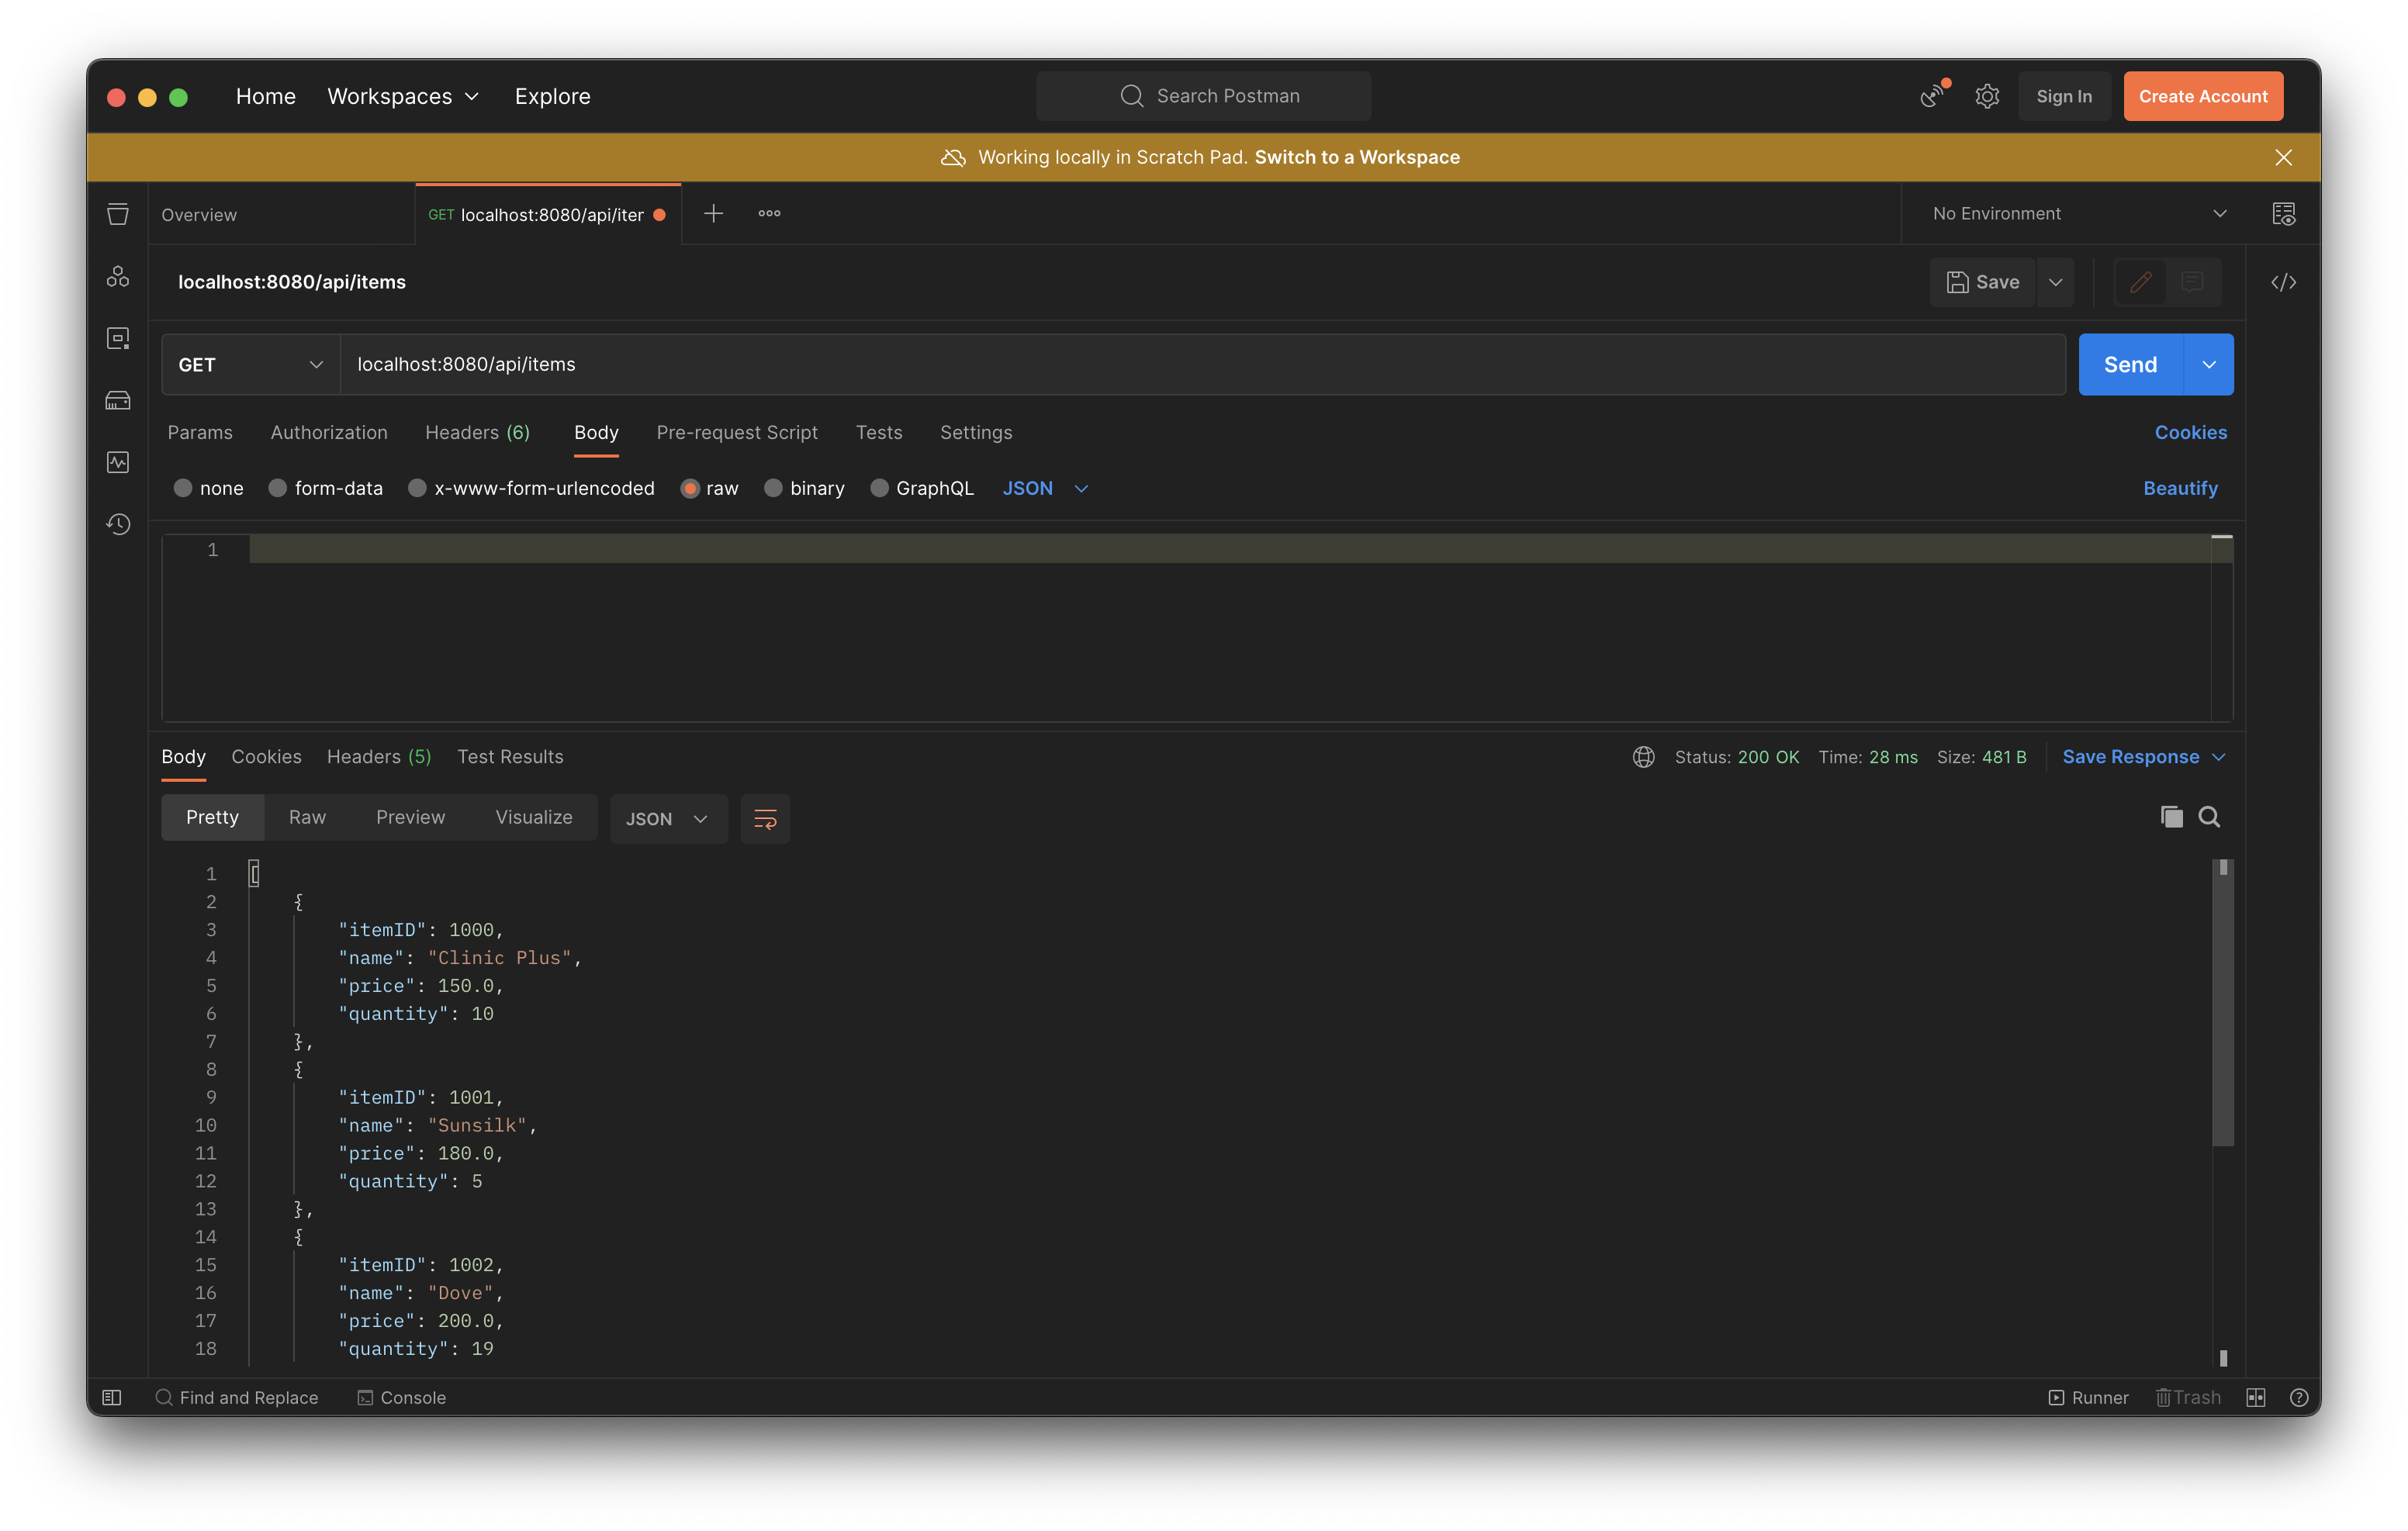 Home Workspaces Explore Search Postman Sign In Create Account
Working locally in Scratch Pad. Switch to a Workspace
Overview GET localhost:8080/api/iter No Environment
localhost:8080/api/items Save
GET localhost:8080/api/items Send
Params Authorization Headers (6) Body Pre-request Script Tests Settings Cookies
none form-data x-www-form-urlencoded raw binary GraphQL JSON Beautify
1
Body Cookies Headers (5) Test Results Status: 200 OK Time: 28 ms Size: 481 B Save Response
Pretty Raw Preview Visualize JSON
1 [
2 {
3 "itemID": 1000,
4 "name": "Clinic Plus",
5 "price": 150.0,
6 "quantity": 10
7 },
8 {
9 "itemID": 1001,
10 "name": "Sunsilk",
11 "price": 180.0,
12 "quantity": 5
13 },
14 {
15 "itemID": 1002,
16 "name": "Dove",
17 "price": 200.0,
18 "quantity": 19
Find and Replace Console Runner Trash